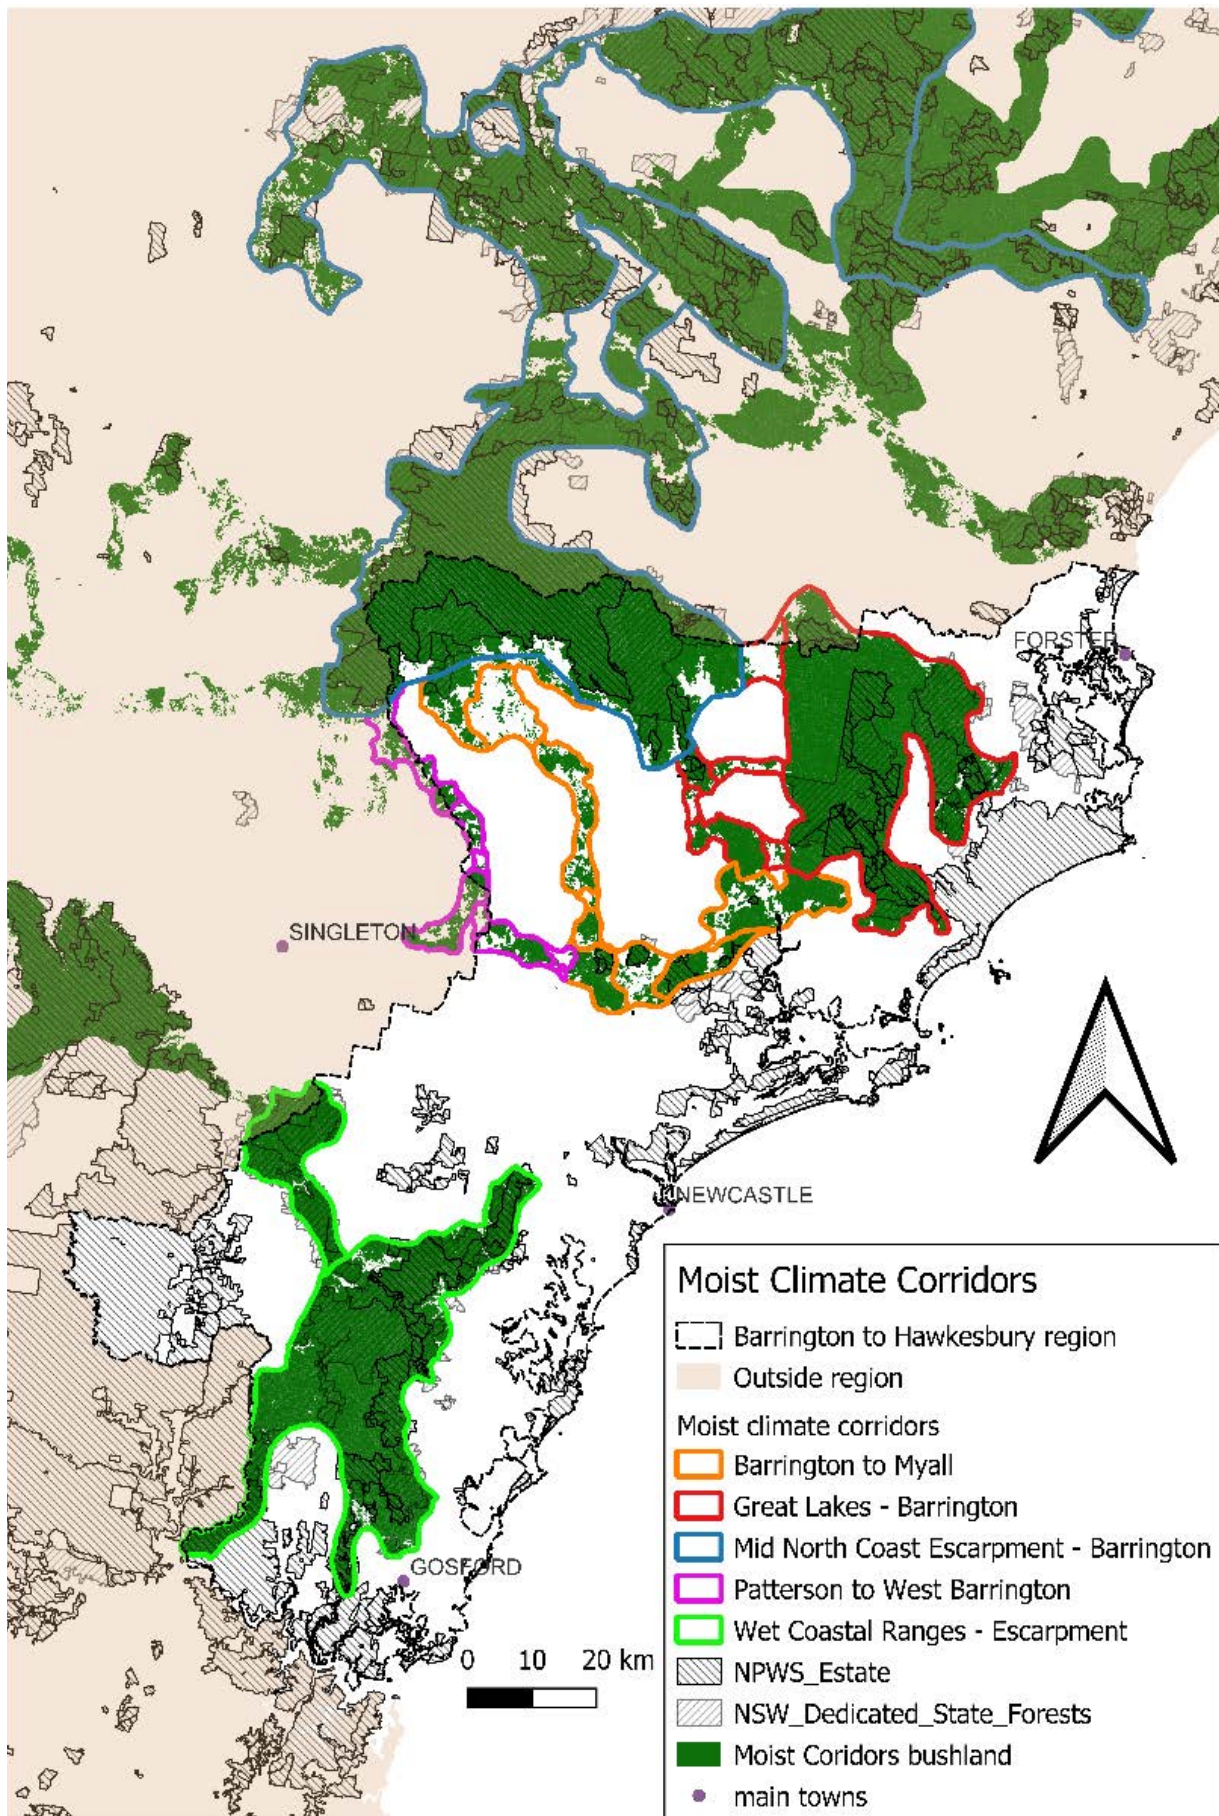 FORSTER
SINGLETON
NEWCASTLE
GOSFORD
0 10 20 km
Moist Climate Corridors
Barrington to Hawkesbury region
Outside region
Moist climate corridors
Barrington to Myall
Great Lakes - Barrington
Mid North Coast Escarpment - Barrington
Patterson to West Barrington
Wet Coastal Ranges - Escarpment
NPWS_Estate
NSW_Dedicated_State_Forests
Moist Coridors bushland
main towns